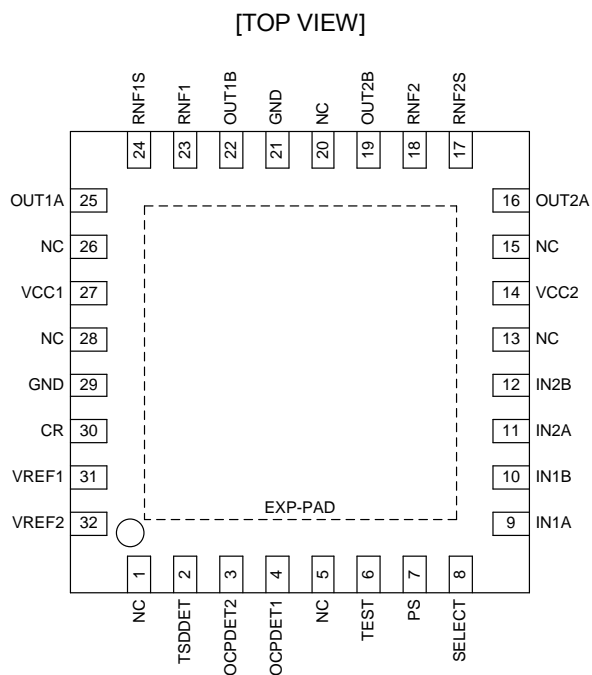 [TOP VIEW]
RNF1S
RNF1
OUT1B
GND
NC
OUT2B
RNF2
RNF2S
24
23
22
21
20
19
18
17
OUT1A 25
16 OUT2A
NC 26
15 NC
VCC1 27
14 VCC2
NC 28
13 NC
GND 29
12 IN2B
CR 30
11 IN2A
VREF1 31
10 IN1B
VREF2 32
9 IN1A
EXP-PAD
1
2
3
4
5
6
7
8
NC
TSDDET
OCPDET2
OCPDET1
NC
TEST
PS
SELECT